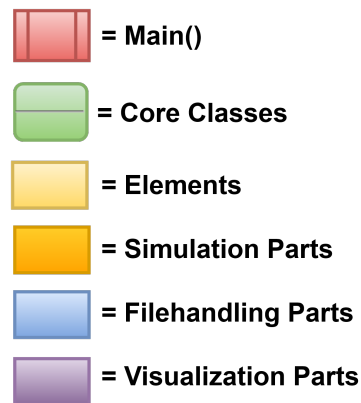 = Main()
= Core Classes
= Elements
= Simulation Parts
= Filehandling Parts
= Visualization Parts